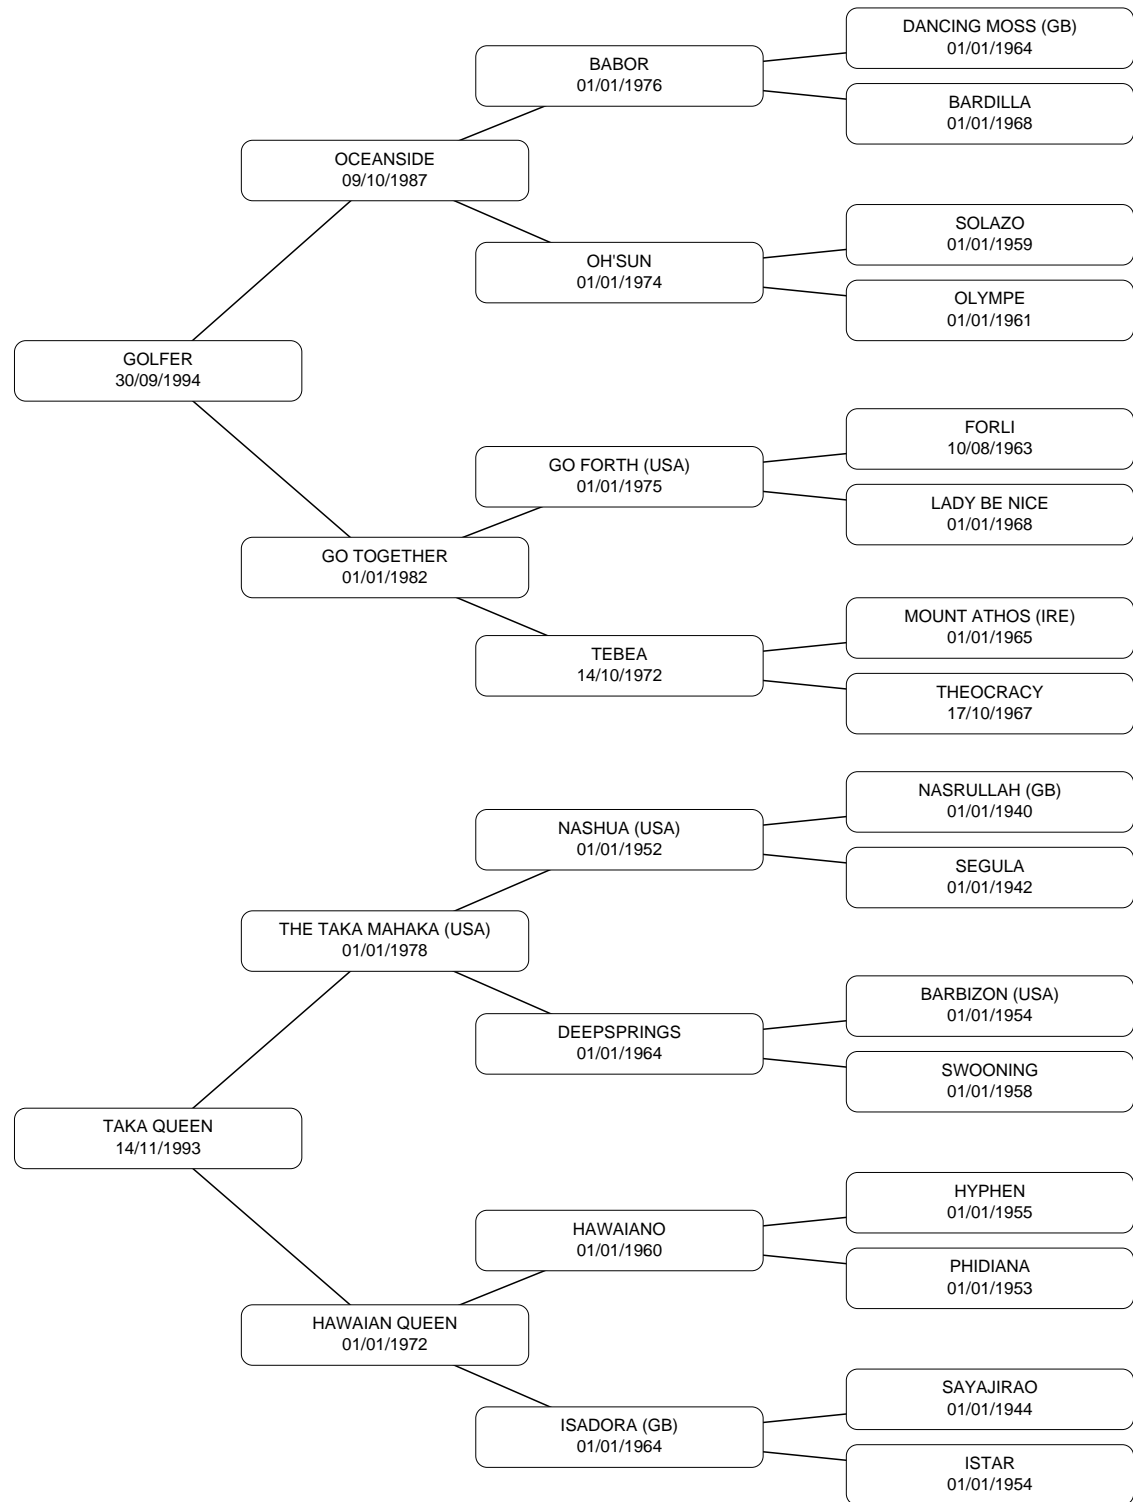 DANCING MOSS (GB)
01/01/1964
BABOR
01/01/1976
BARDILLA
01/01/1968
OCEANSIDE
09/10/1987
SOLAZO
01/01/1959
OH'SUN
01/01/1974
OLYMPE
01/01/1961
GOLFER
30/09/1994
FORLI
10/08/1963
GO FORTH (USA)
01/01/1975
LADY BE NICE
01/01/1968
GO TOGETHER
01/01/1982
MOUNT ATHOS (IRE)
01/01/1965
TEBEA
14/10/1972
THEOCRACY
17/10/1967
NASRULLAH (GB)
01/01/1940
NASHUA (USA)
01/01/1952
SEGULA
01/01/1942
THE TAKA MAHAKA (USA)
01/01/1978
BARBIZON (USA)
01/01/1954
DEEPSPRINGS
01/01/1964
SWOONING
01/01/1958
TAKA QUEEN
14/11/1993
HYPHEN
01/01/1955
HAWAIANO
01/01/1960
PHIDIANA
01/01/1953
HAWAIAN QUEEN
01/01/1972
SAYAJIRAO
01/01/1944
ISADORA (GB)
01/01/1964
ISTAR
01/01/1954